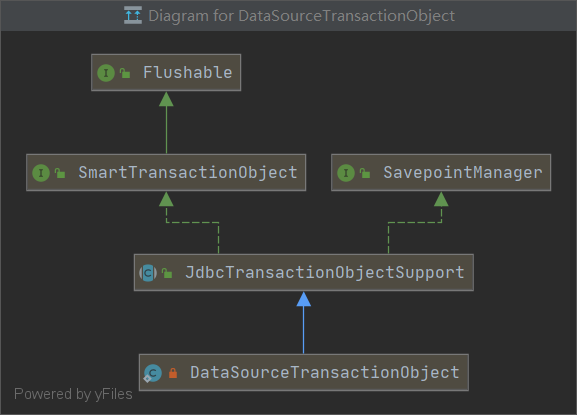 Diagram for DataSourceTransactionObject
I Flushable
I SmartTransactionObject
I SavepointManager
C JdbcTransactionObjectSupport
C DataSourceTransactionObject
Powered by yFiles